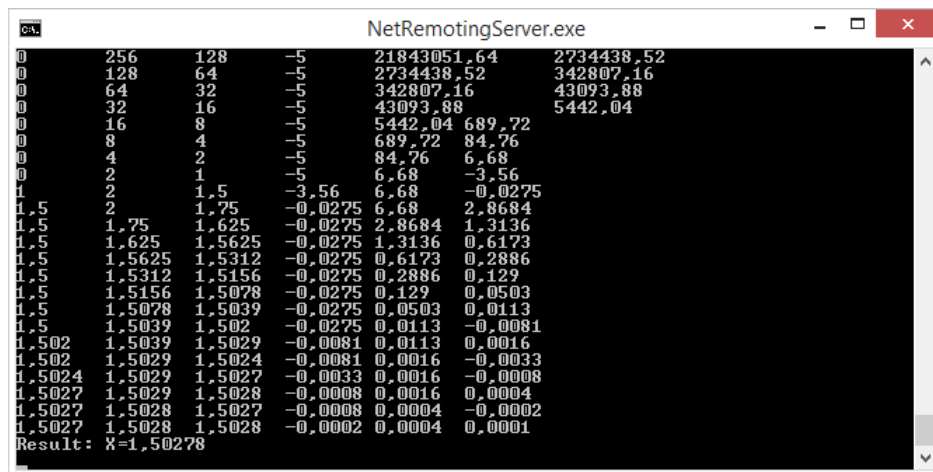 C:\.
NetRemotingServer.exe
0 256 128 -5 21843051,64 2734438,52
0 128 64 -5 2734438,52 342807,16
0 64 32 -5 342807,16 43093,88
0 32 16 -5 43093,88 5442,04
0 16 8 -5 5442,04 689,72
0 8 4 -5 689,72 84,76
0 4 2 -5 84,76 6,68
0 2 1 -5 6,68 -3,56
1 2 1,5 -3,56 6,68 -0,0275
1,5 2 1,75 -0,0275 6,68 2,8684
1,5 1,75 1,625 -0,0275 2,8684 1,3136
1,5 1,625 1,5625 -0,0275 1,3136 0,6173
1,5 1,5625 1,5312 -0,0275 0,6173 0,2886
1,5 1,5312 1,5156 -0,0275 0,2886 0,129
1,5 1,5156 1,5078 -0,0275 0,129 0,0503
1,5 1,5078 1,5039 -0,0275 0,0503 0,0113
1,5 1,5039 1,502 -0,0275 0,0113 -0,0081
1,502 1,5039 1,5029 -0,0081 0,0113 0,0016
1,502 1,5029 1,5024 -0,0081 0,0016 -0,0033
1,5024 1,5029 1,5027 -0,0033 0,0016 -0,0008
1,5027 1,5029 1,5028 -0,0008 0,0016 0,0004
1,5027 1,5028 1,5027 -0,0008 0,0004 -0,0002
1,5027 1,5028 1,5028 -0,0002 0,0004 0,0001
Result: X=1,50278